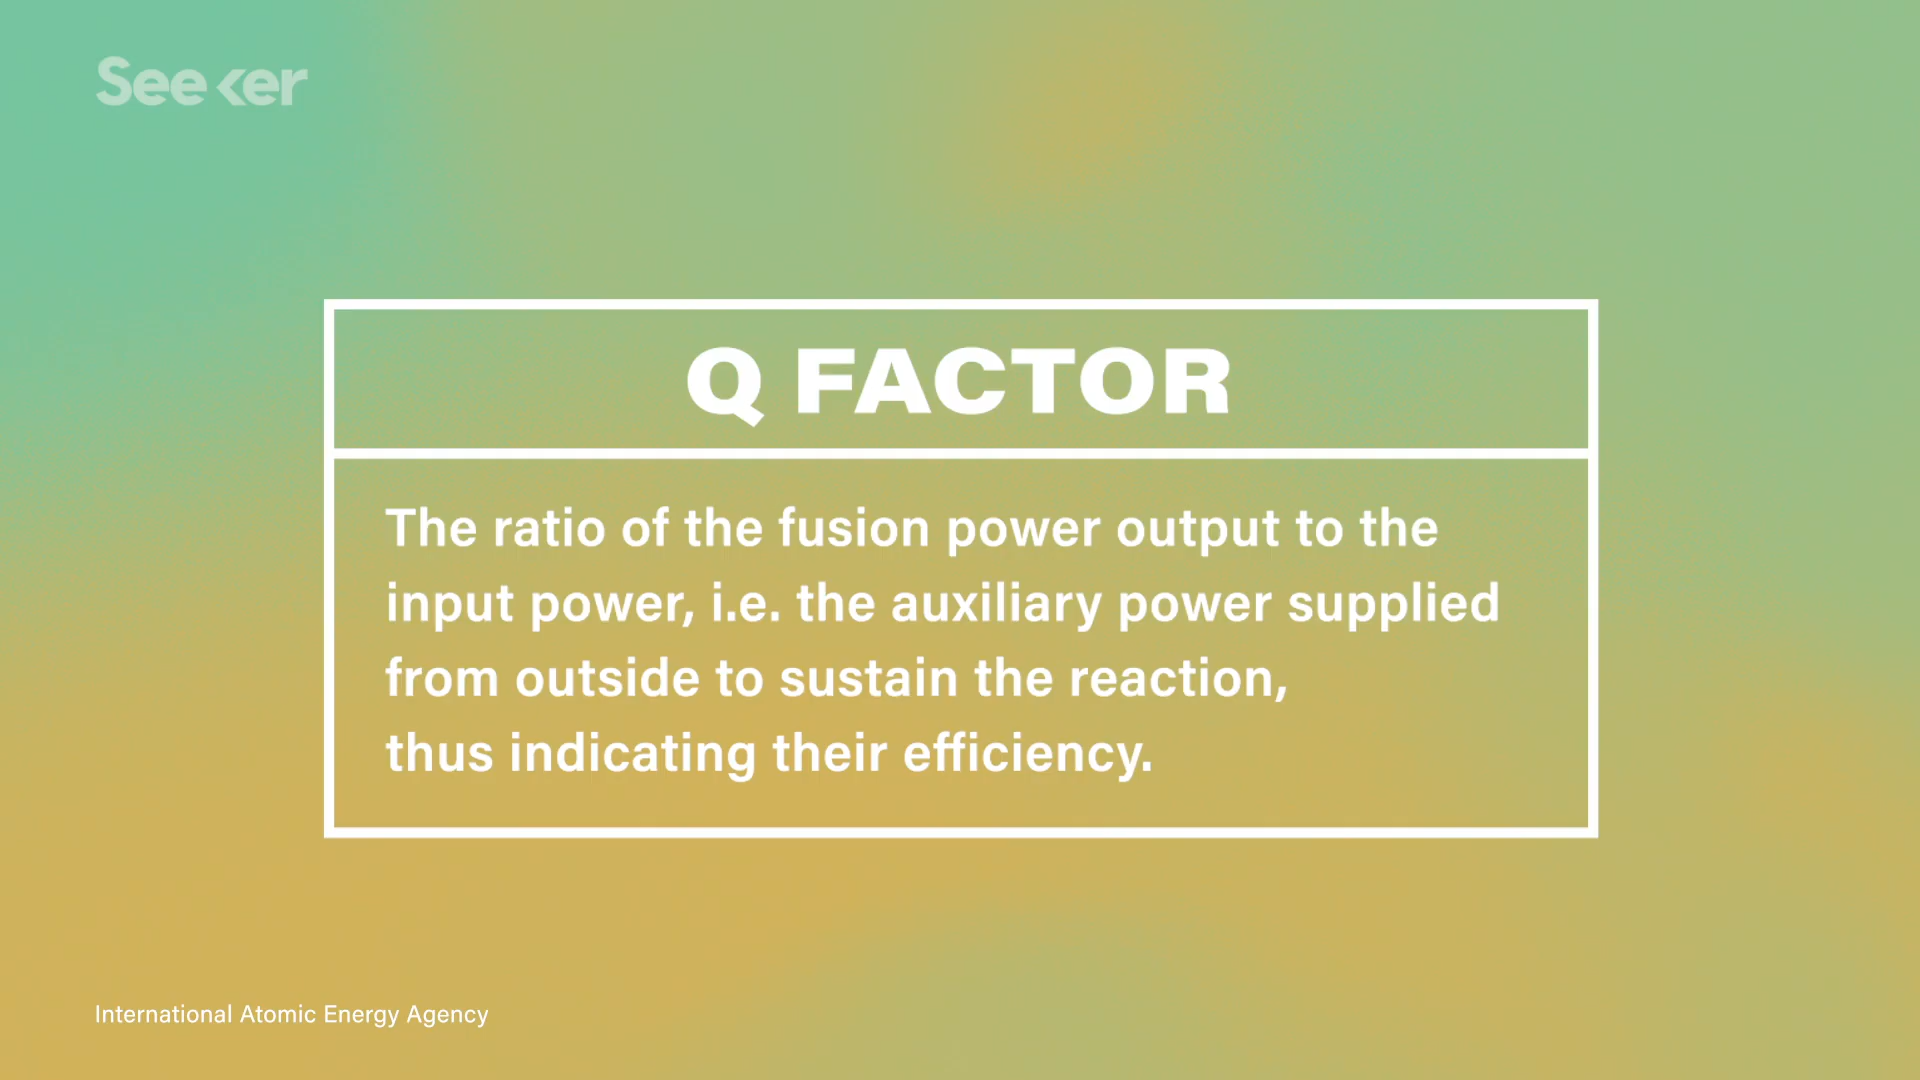 Seeker
Q FACTOR
The ratio of the fusion power output to the
input power, i.e. the auxiliary power supplied
from outside to sustain the reaction,
thus indicating their efficiency.
International Atomic Energy Agency